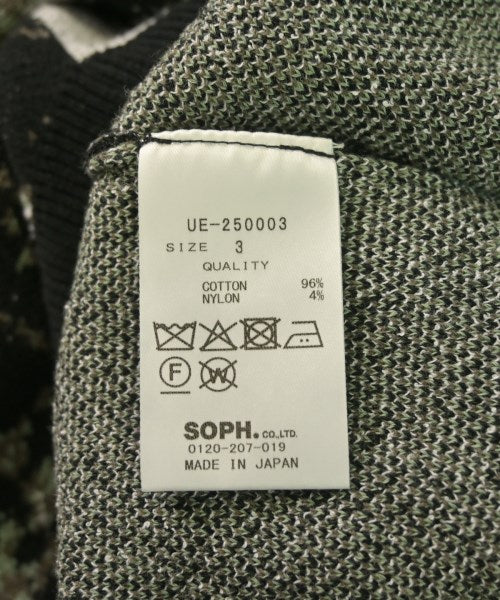 UE-250003
SIZE 3
QUALITY
COTTON 96%
NYLON 4%
F W
SOPH. CO.,LTD.
0120-207-019
MADE IN JAPAN